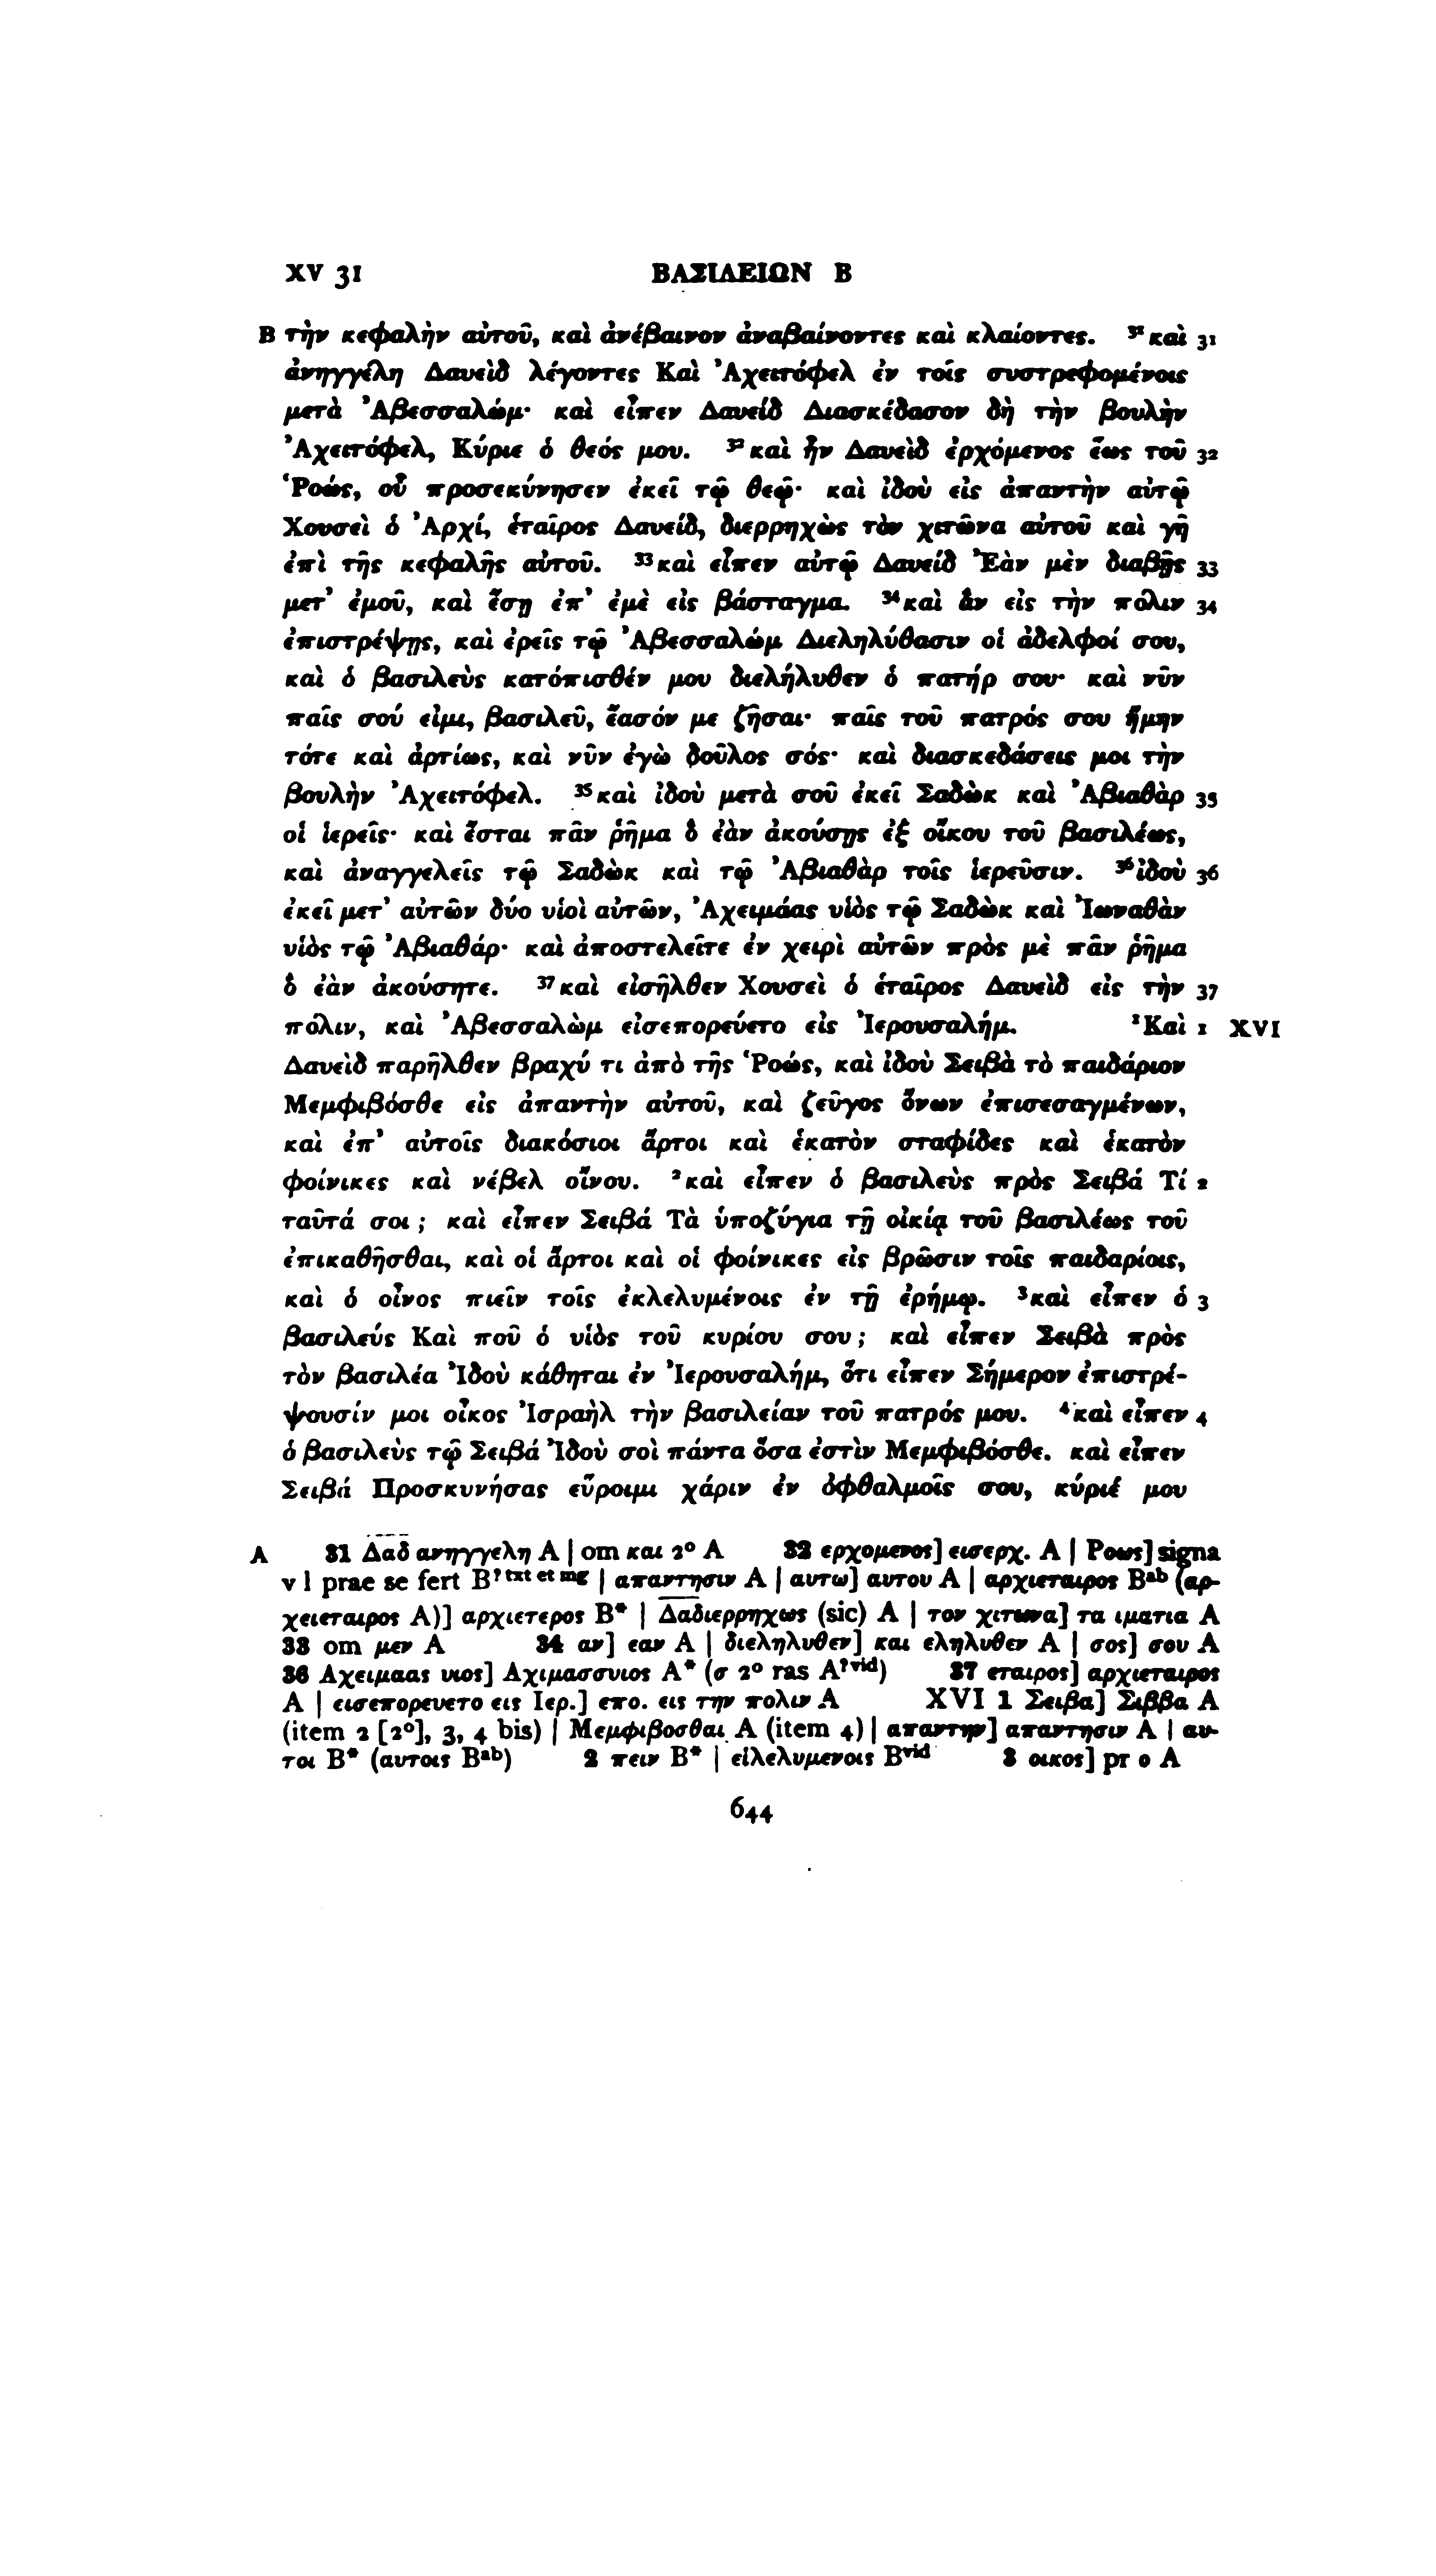 XV 31 ΒΑΣΙΛΕΙΩΝ Β
B τὴν κεφαλὴν αὐτοῦ, καὶ ἀνέβαινον ἀναβαίνοντες καὶ κλαίοντες. ³¹καὶ 31
ἀνηγγέλη Δαυεὶδ λέγοντες Καὶ Ἀχειτόφελ ἐν τοῖς συστρεφομένοις
μετὰ Ἀβεσσαλώμ· καὶ εἶπεν Δαυείδ Διασκέδασον δὴ τὴν βουλὴν
Ἀχειτόφελ, Κύριε ὁ θεός μου. ³²καὶ ἦν Δαυεὶδ ἐρχόμενος ἕως τοῦ 32
Ῥοώς, οὗ προσεκύνησεν ἐκεῖ τῷ θεῷ· καὶ ἰδοὺ εἰς ἀπαντὴν αὐτῷ
Χουσεὶ ὁ Ἀρχί, ἑταῖρος Δαυείδ, διερρηχὼς τὸν χιτῶνα αὐτοῦ καὶ γῆ
ἐπὶ τῆς κεφαλῆς αὐτοῦ. ³³καὶ εἶπεν αὐτῷ Δαυείδ Ἐὰν μὲν διαβῇς 33
μετ' ἐμοῦ, καὶ ἔσῃ ἐπ' ἐμὲ εἰς βάσταγμα. ³⁴καὶ ἂν εἰς τὴν πόλιν 34
ἐπιστρέψῃς, καὶ ἐρεῖς τῷ Ἀβεσσαλώμ Διεληλύθασιν οἱ ἀδελφοί σου,
καὶ ὁ βασιλεὺς κατόπισθέν μου διελήλυθεν ὁ πατήρ σου· καὶ νῦν
παῖς σού εἰμι, βασιλεῦ, ἔασόν με ζῆσαι· παῖς τοῦ πατρός σου ἤμην
τότε καὶ ἀρτίως, καὶ νῦν ἐγὼ δοῦλος σός· καὶ διασκεδάσεις μοι τὴν
βουλὴν Ἀχειτόφελ. ³⁵καὶ ἰδοὺ μετὰ σοῦ ἐκεῖ Σαδὼκ καὶ Ἀβιαθὰρ 35
οἱ ἱερεῖς· καὶ ἔσται πᾶν ῥῆμα ὃ ἐὰν ἀκούσῃς ἐξ οἴκου τοῦ βασιλέως,
καὶ ἀναγγελεῖς τῷ Σαδὼκ καὶ τῷ Ἀβιαθὰρ τοῖς ἱερεῦσιν. ³⁶ἰδοὺ 36
ἐκεῖ μετ' αὐτῶν δύο υἱοὶ αὐτῶν, Ἀχειμάας υἱὸς τῷ Σαδὼκ καὶ Ἰωναθὰν
υἱὸς τῷ Ἀβιαθάρ· καὶ ἀποστελεῖτε ἐν χειρὶ αὐτῶν πρὸς μὲ πᾶν ῥῆμα
ὃ ἐὰν ἀκούσητε. ³⁷καὶ εἰσῆλθεν Χουσεὶ ὁ ἑταῖρος Δαυεὶδ εἰς τὴν 37
πόλιν, καὶ Ἀβεσσαλὼμ εἰσεπορεύετο εἰς Ἰερουσαλήμ. ¹Καὶ 1 XVI
Δαυεὶδ παρῆλθεν βραχύ τι ἀπὸ τῆς Ῥοώς, καὶ ἰδοὺ Σειβὰ τὸ παιδάριον
Μεμφιβόσθε εἰς ἀπαντὴν αὐτοῦ, καὶ ζεῦγος ὄνων ἐπισεσαγμένων,
καὶ ἐπ' αὐτοῖς διακόσιοι ἄρτοι καὶ ἑκατὸν σταφίδες καὶ ἑκατὸν
φοίνικες καὶ νέβελ οἴνου. ²καὶ εἶπεν ὁ βασιλεὺς πρὸς Σειβά Τί 2
ταῦτά σοι; καὶ εἶπεν Σειβά Τὰ ὑποζύγια τῇ οἰκίᾳ τοῦ βασιλέως τοῦ
ἐπικαθῆσθαι, καὶ οἱ ἄρτοι καὶ οἱ φοίνικες εἰς βρῶσιν τοῖς παιδαρίοις,
καὶ ὁ οἶνος πιεῖν τοῖς ἐκλελυμένοις ἐν τῇ ἐρήμῳ. ³καὶ εἶπεν ὁ 3
βασιλεύς Καὶ ποῦ ὁ υἱὸς τοῦ κυρίου σου; καὶ εἶπεν Σειβὰ πρὸς
τὸν βασιλέα Ἰδοὺ κάθηται ἐν Ἰερουσαλήμ, ὅτι εἶπεν Σήμερον ἐπιστρέ-
ψουσίν μοι οἶκος Ἰσραὴλ τὴν βασιλείαν τοῦ πατρός μου. ⁴καὶ εἶπεν 4
ὁ βασιλεὺς τῷ Σειβά Ἰδοὺ σοὶ πάντα ὅσα ἐστὶν Μεμφιβόσθε. καὶ εἶπεν
Σειβά Προσκυνήσας εὕροιμι χάριν ἐν ὀφθαλμοῖς σου, κύριέ μου
A 31 Δαδ ανηγγελη A | om και 2° A 32 ερχομενος] εισερχ. A | Ροως] signa
v l prae se fert B? txt et mg | απαντησιν A | αυτω] αυτου A | αρχιεταιρος Bab (αρ-
χειεταιρος A)] αρχιετερος B* | Δαδιερρηχως (sic) A | τον χιτωνα] τα ιματια A
33 om μεν A 34 αν] εαν A | διεληλυθεν] και εληλυθεν A | σος] σου A
36 Αχειμαας υιος] Αχιμασσυιος A* (σ 2° ras A?vid) 37 εταιρος] αρχιεταιρος
A | εισεπορευετο εις Ιερ.] επο. εις την πολιν A XVI 1 Σειβα] Σιββα A
(item 2 [2°], 3, 4 bis) | Μεμφιβοσθαι A (item 4) | απαντην] απαντησιν A | αυ-
τοι B* (αυτοις Bab) 2 πειν B* | εἰλελυμενοις Bvid 3 οικος] pr ο A
644